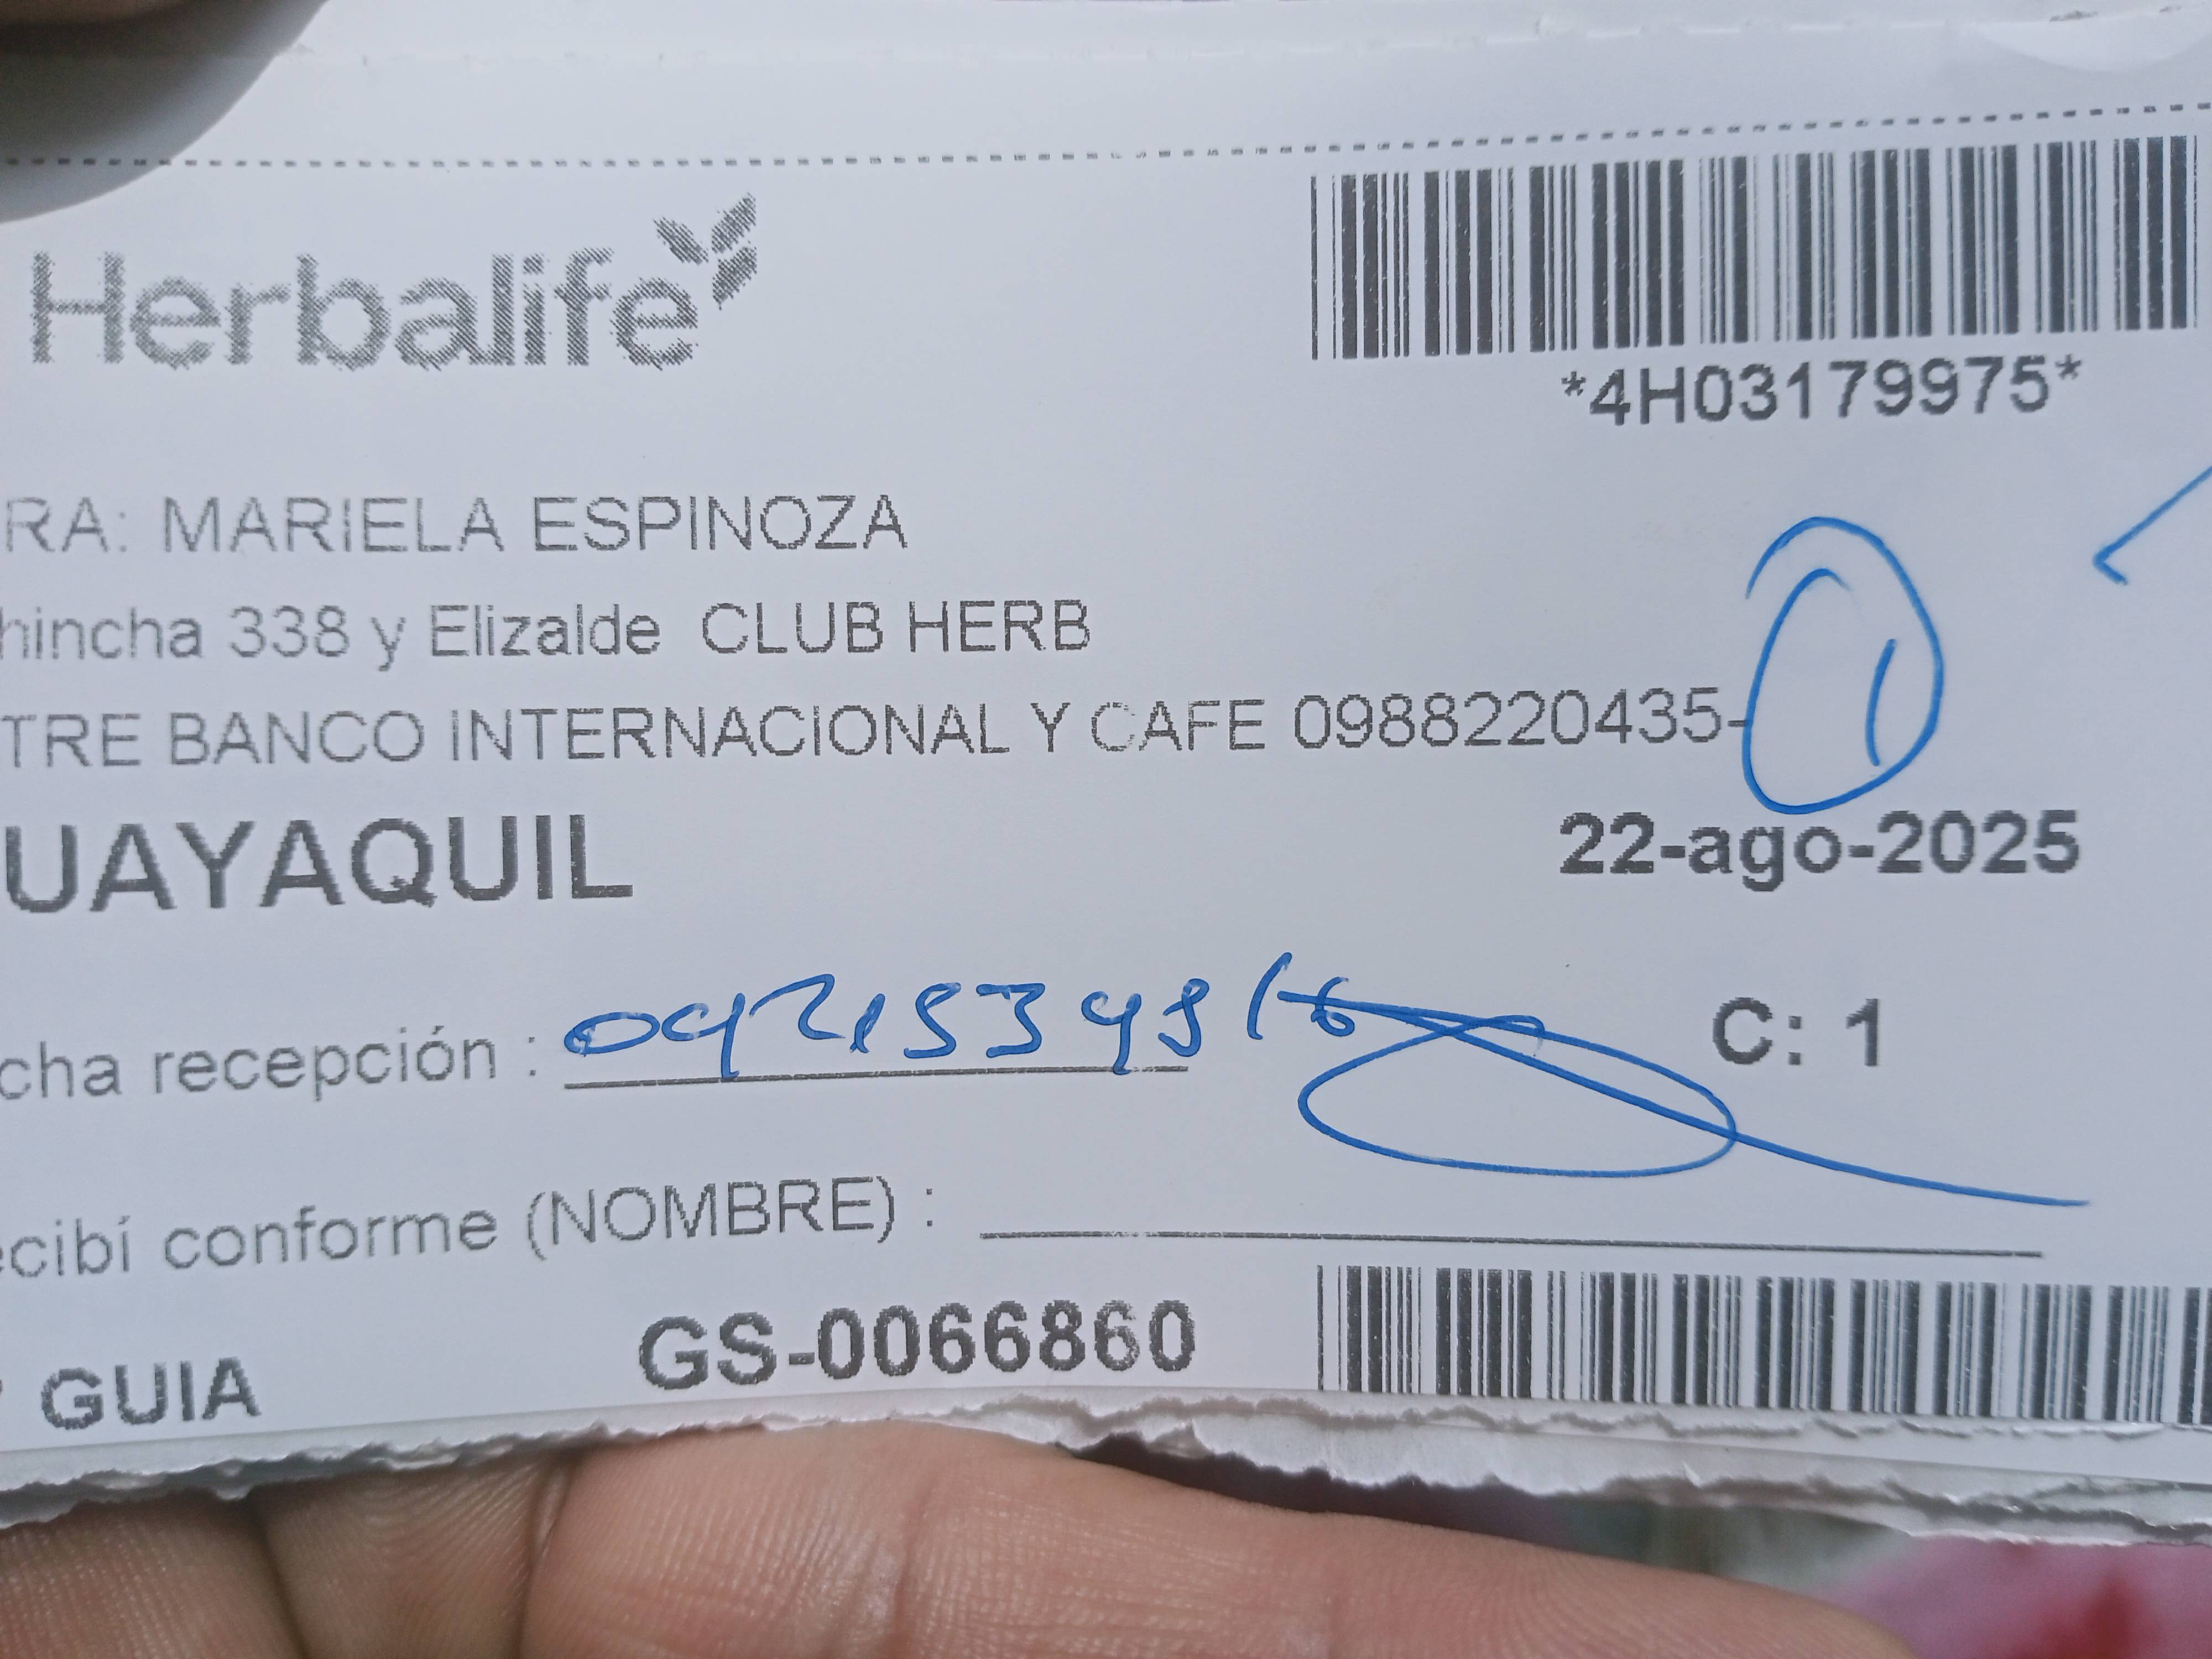 Herbalife
*4H03179975*
RA: MARIELA ESPINOZA
hincha 338 y Elizalde CLUB HERB
TRE BANCO INTERNACIONAL Y CAFE 0988220435-
1
UAYAQUIL
22-ago-2025
cha recepción :
C: 1
ecibí conforme (NOMBRE) :
GUIA
GS-0066860